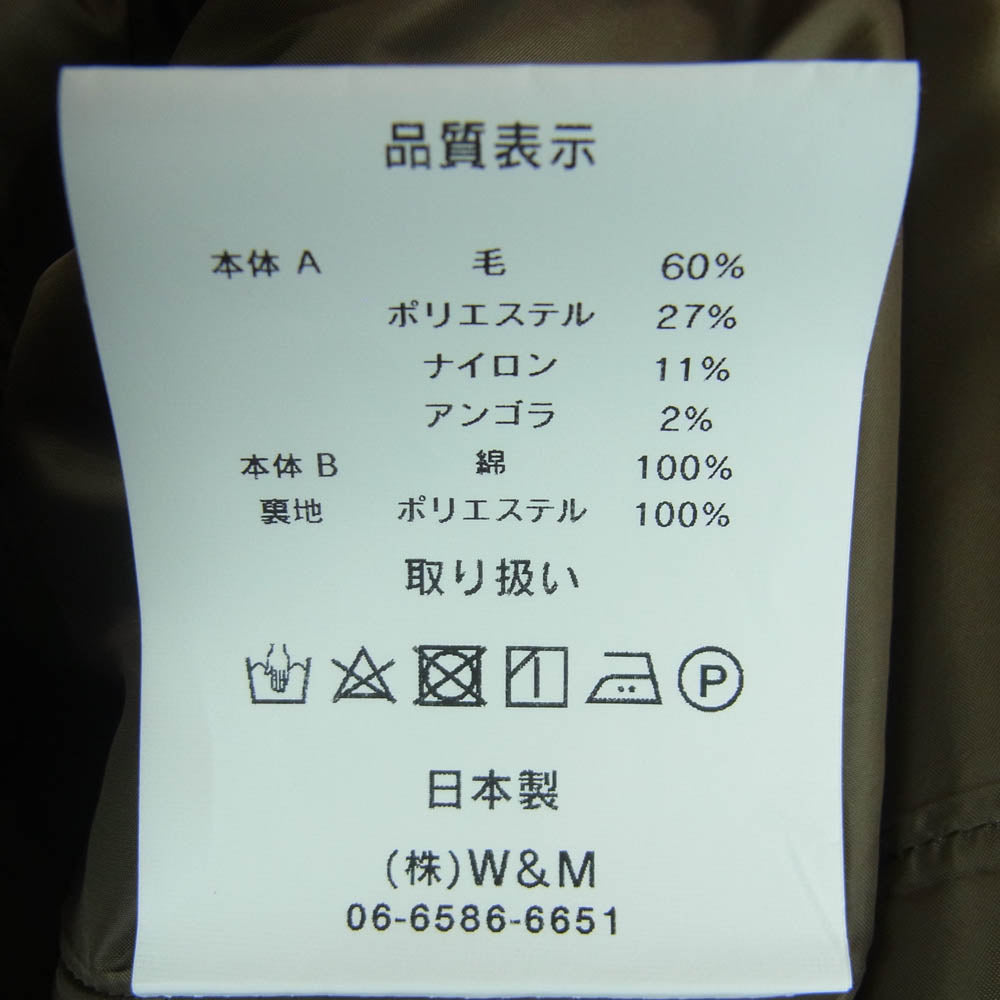 品質表示
本体 A 毛 60%
ポリエステル 27%
ナイロン 11%
アンゴラ 2%
本体 B 綿 100%
裏地 ポリエステル 100%
取り扱い
P
日本製
(株)W&M
06-6586-6651